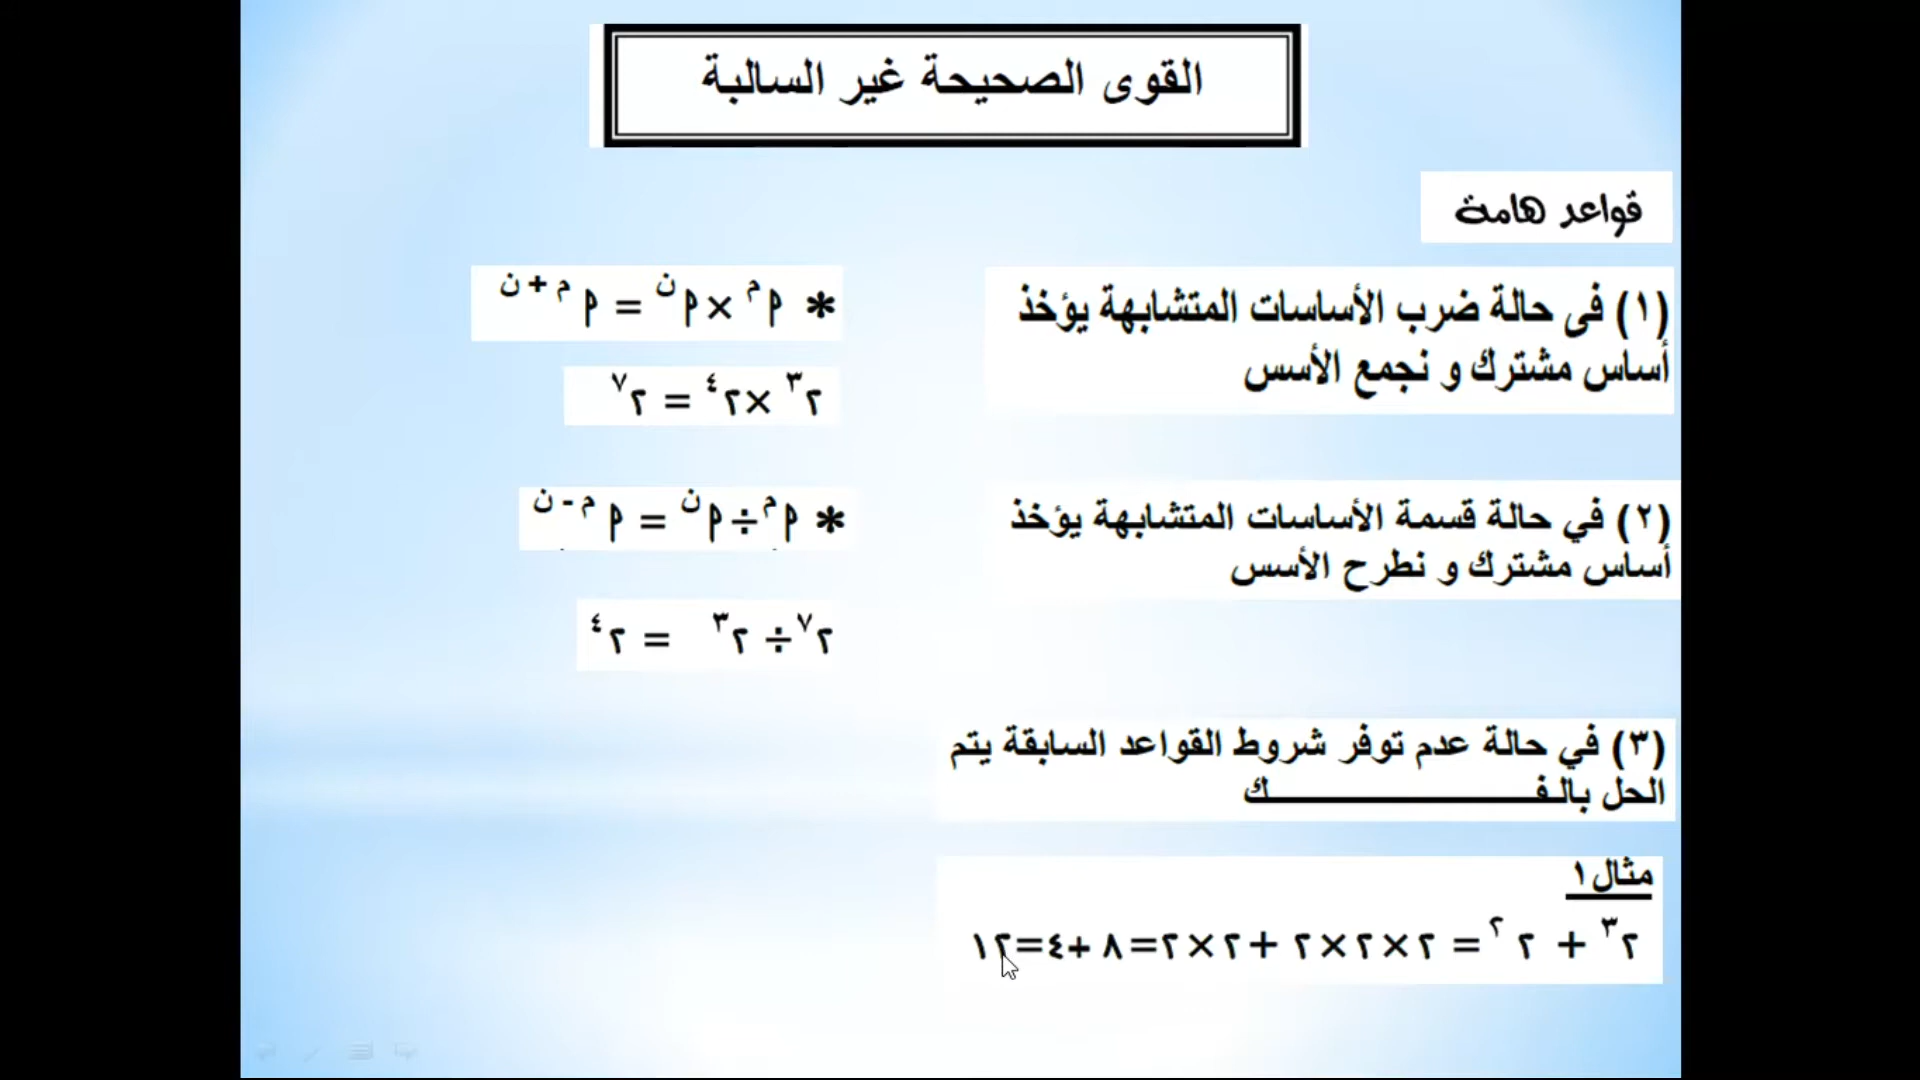 القوى الصحيحة غير السالبة
قواعد هامة
(١) فى حالة ضرب الأساسات المتشابهة يؤخذ
أساس مشترك و نجمع الأسس
* أ^م × أ^ن = أ^(م + ن)
٢^٣ × ٢^٤ = ٢^٧
(٢) في حالة قسمة الأساسات المتشابهة يؤخذ
أساس مشترك و نطرح الأسس
* أ^م ÷ أ^ن = أ^(م - ن)
٢^٧ ÷ ٢^٣ = ٢^٤
(٣) في حالة عدم توفر شروط القواعد السابقة يتم
الحل بالفـــــــــــــك
مثال ١
٢^٣ + ٢^٢ = ٢×٢×٢ + ٢×٢ = ٨ + ٤ = ١٢